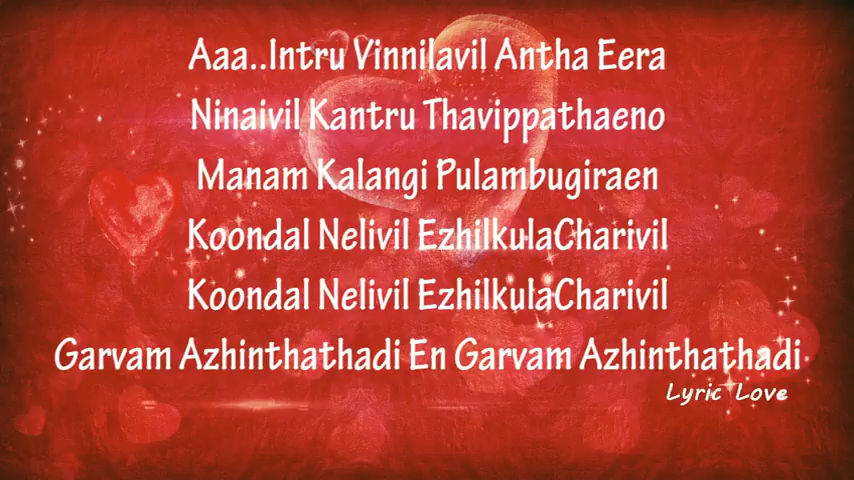 Aaa..Intru Vinnilavil Antha Eera
Ninaivil Kantru Thavippathaeno
Manam Kalangi Pulambugiraen
Koondal Nelivil EzhilkulaCharivil
Koondal Nelivil EzhilkulaCharivil
Garvam Azhinthathadi En Garvam Azhinthathadi
Lyric Love